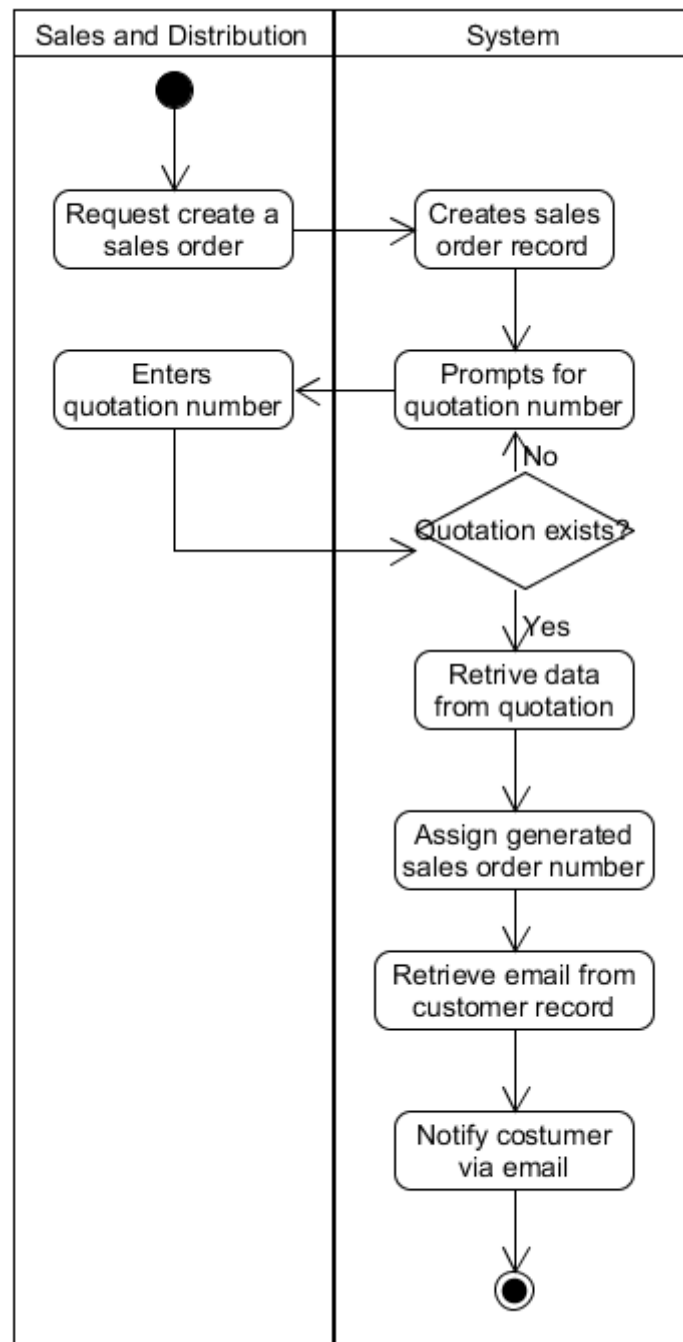 Sales and Distribution
System
Request create a
sales order
Creates sales
order record
Enters
quotation number
Prompts for
quotation number
No
Quotation exists?
Yes
Retrive data
from quotation
Assign generated
sales order number
Retrieve email from
customer record
Notify costumer
via email